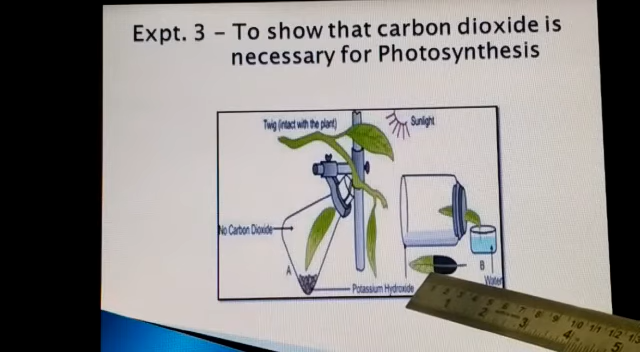 Expt. 3 – To show that carbon dioxide is
necessary for Photosynthesis
Twig (intact with the plant)
Sunlight
No Carbon Dioxide
A
B
Water
Potassium Hydroxide